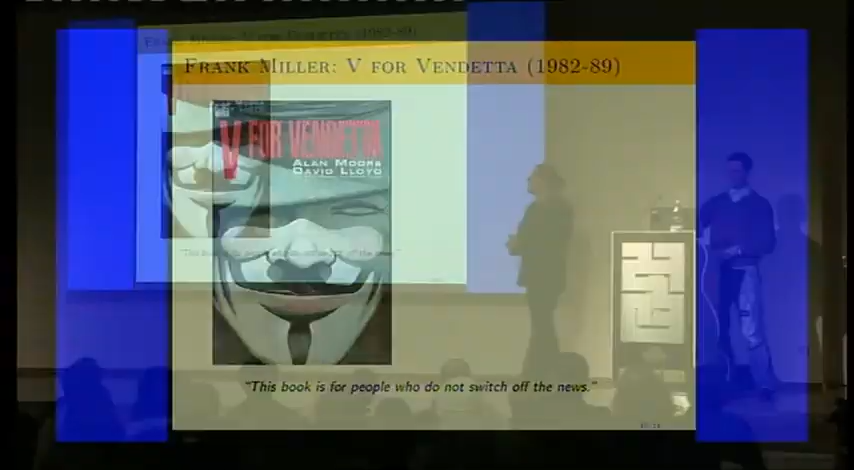 FRANK MILLER: V FOR VENDETTA (1982-89)
V FOR VENDETTA
ALAN MOORE
DAVID LLOYD
"This book is for people who do not switch off the news."